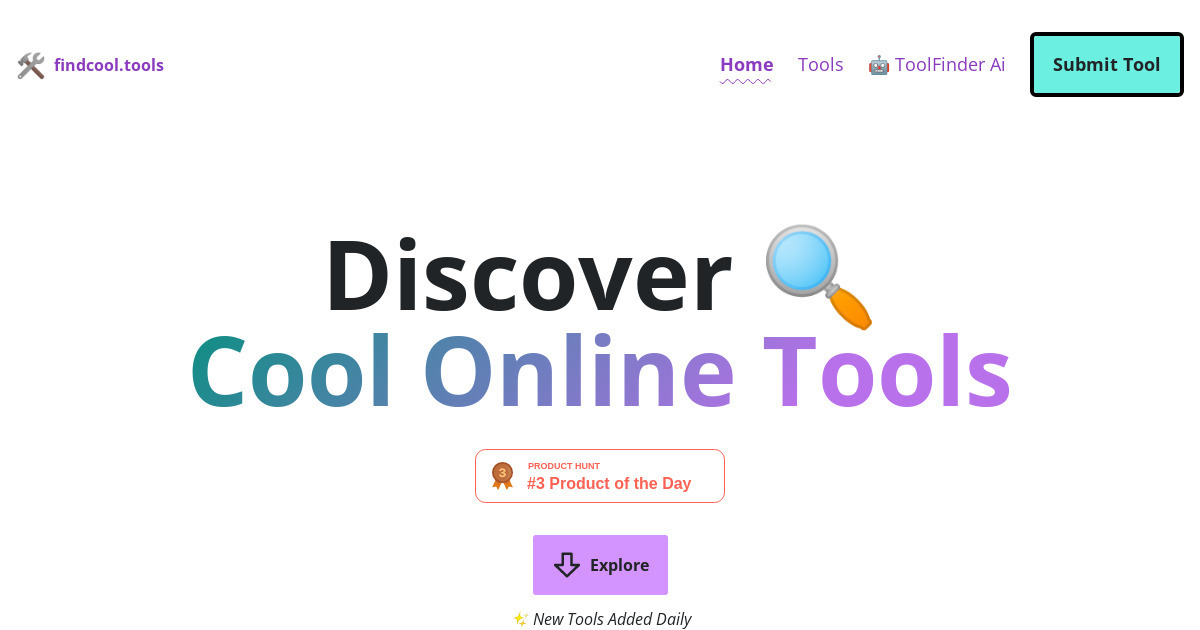 findcool.tools
Home
Tools
ToolFinder Ai
Submit Tool
Discover
Cool Online Tools
3
PRODUCT HUNT
#3 Product of the Day
Explore
New Tools Added Daily